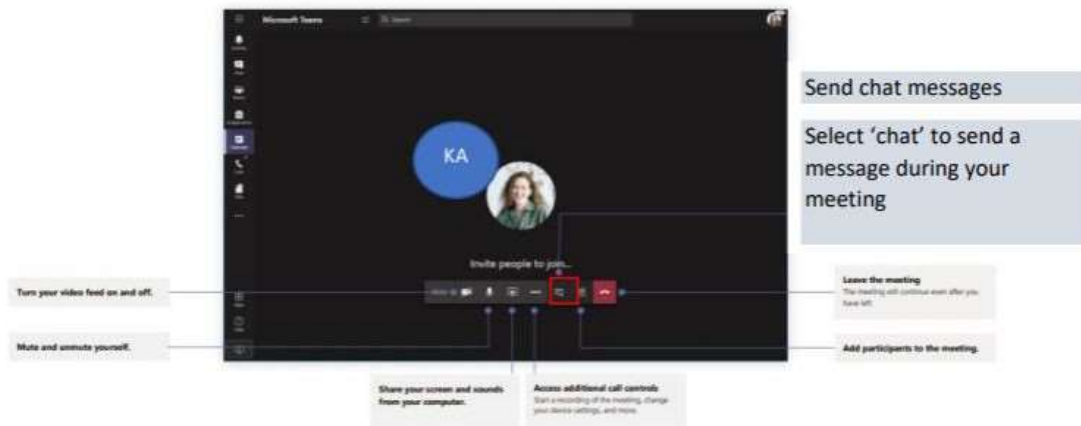 Microsoft Teams
Search
Send chat messages
Select ‘chat’ to send a
message during your
meeting
KA
Invite people to join...
Turn your video feed on and off.
Mute and unmute yourself.
Share your screen and sounds
from your computer.
Access additional call controls
Start a recording of the meeting, change
your device settings, and more.
Leave the meeting
The meeting will continue even after you
have left.
Add participants to the meeting.